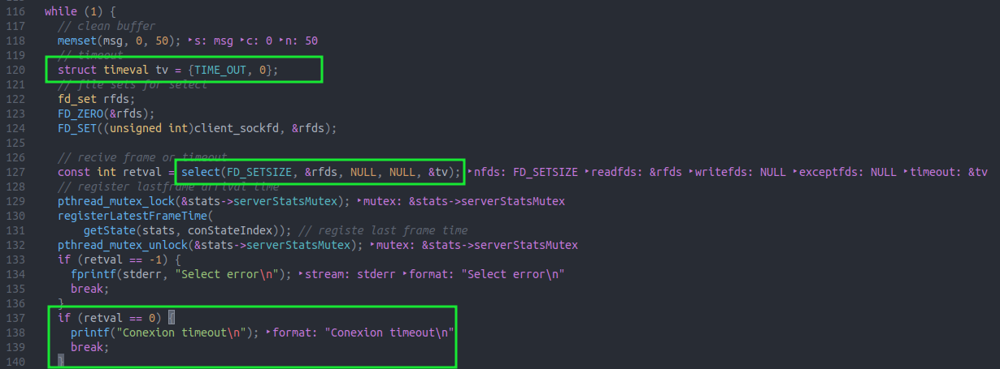 116 while (1) {
117 // clean buffer
118 memset(msg, 0, 50); ‣s: msg ‣c: 0 ‣n: 50
119 // timeout
120 struct timeval tv = {TIME_OUT, 0};
121 // file sets for select
122 fd_set rfds;
123 FD_ZERO(&rfds);
124 FD_SET((unsigned int)client_sockfd, &rfds);
125
126 // recive frame or timeout
127 const int retval = select(FD_SETSIZE, &rfds, NULL, NULL, &tv); ‣nfds: FD_SETSIZE ‣readfds: &rfds ‣writefds: NULL ‣exceptfds: NULL ‣timeout: &tv
128 // register lastframe arrival time
129 pthread_mutex_lock(&stats->serverStatsMutex); ‣mutex: &stats->serverStatsMutex
130 registerLatestFrameTime(
131 getState(stats, conStateIndex)); // registe last frame time
132 pthread_mutex_unlock(&stats->serverStatsMutex); ‣mutex: &stats->serverStatsMutex
133 if (retval == -1) {
134 fprintf(stderr, "Select error\n"); ‣stream: stderr ‣format: "Select error\n"
135 break;
136 }
137 if (retval == 0) {
138 printf("Conexion timeout\n"); ‣format: "Conexion timeout\n"
139 break;
140 }